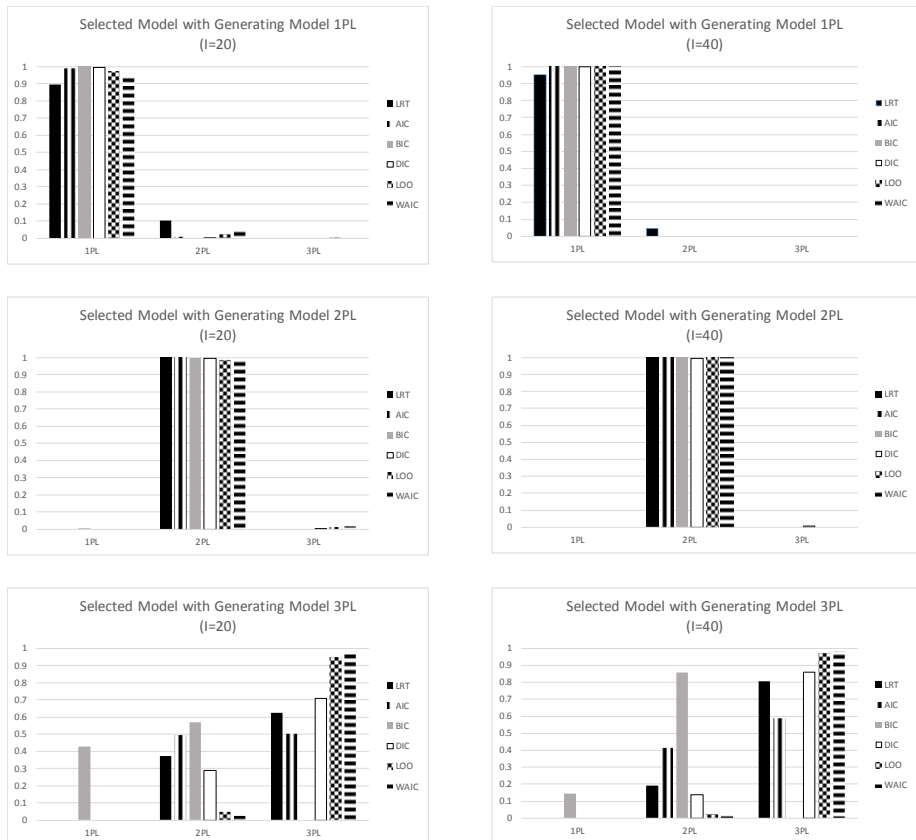 Selected Model with Generating Model 1PL
(I=20)
1
0.9
0.8
0.7
0.6
0.5
0.4
0.3
0.2
0.1
0
1PL
2PL
3PL
LRT
AIC
BIC
DIC
LOO
WAIC
Selected Model with Generating Model 1PL
(I=40)
1
0.9
0.8
0.7
0.6
0.5
0.4
0.3
0.2
0.1
0
1PL
2PL
3PL
LRT
AIC
BIC
DIC
LOO
WAIC
Selected Model with Generating Model 2PL
(I=20)
1
0.9
0.8
0.7
0.6
0.5
0.4
0.3
0.2
0.1
0
1PL
2PL
3PL
LRT
AIC
BIC
DIC
LOO
WAIC
Selected Model with Generating Model 2PL
(I=40)
1
0.9
0.8
0.7
0.6
0.5
0.4
0.3
0.2
0.1
0
1PL
2PL
3PL
LRT
AIC
BIC
DIC
LOO
WAIC
Selected Model with Generating Model 3PL
(I=20)
1
0.9
0.8
0.7
0.6
0.5
0.4
0.3
0.2
0.1
0
1PL
2PL
3PL
LRT
AIC
BIC
DIC
LOO
WAIC
Selected Model with Generating Model 3PL
(I=40)
1
0.9
0.8
0.7
0.6
0.5
0.4
0.3
0.2
0.1
0
1PL
2PL
3PL
LRT
AIC
BIC
DIC
LOO
WAIC